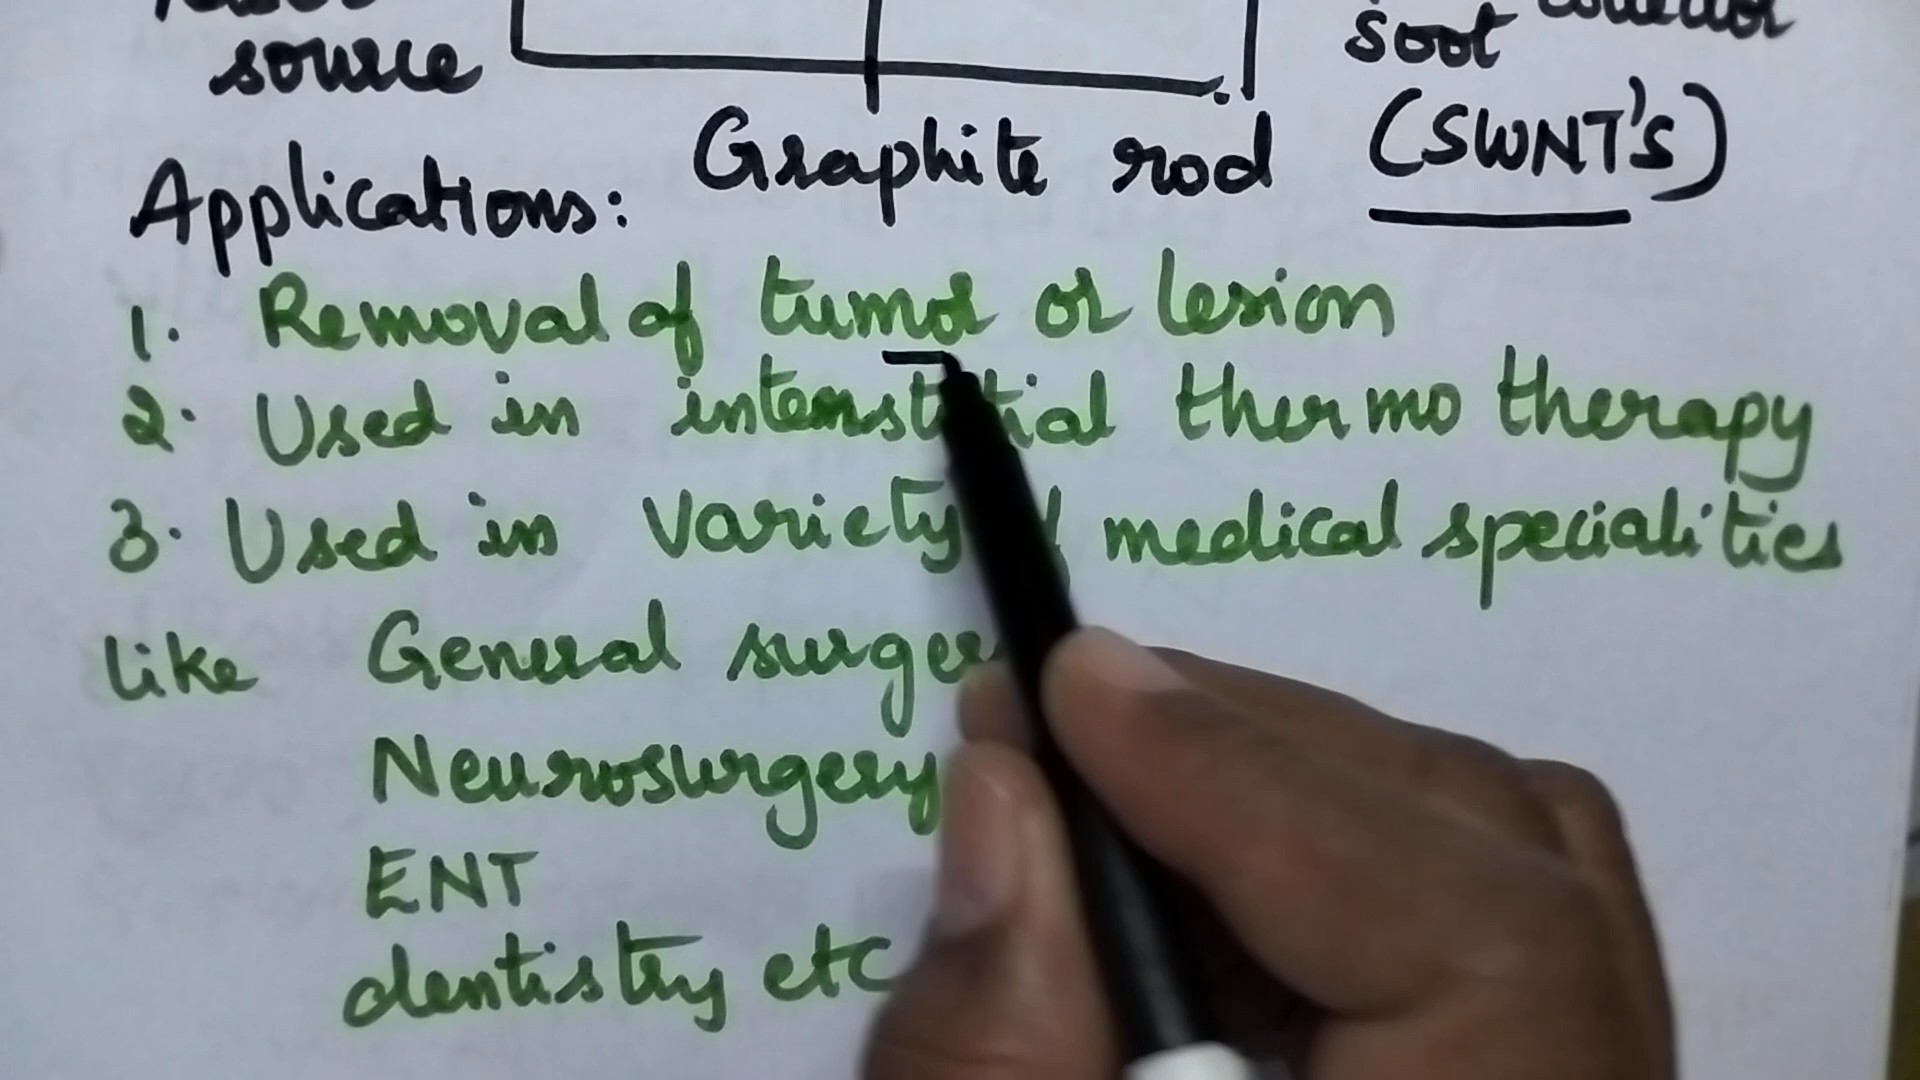 source
soot
Graphite rod
(SWNT'S)
Applications:
1. Removal of tumor or lesion
2. Used in thermo therapy
3. Used in variety medical specialities
like General
Neurosurgery
ENT
dentistry etc